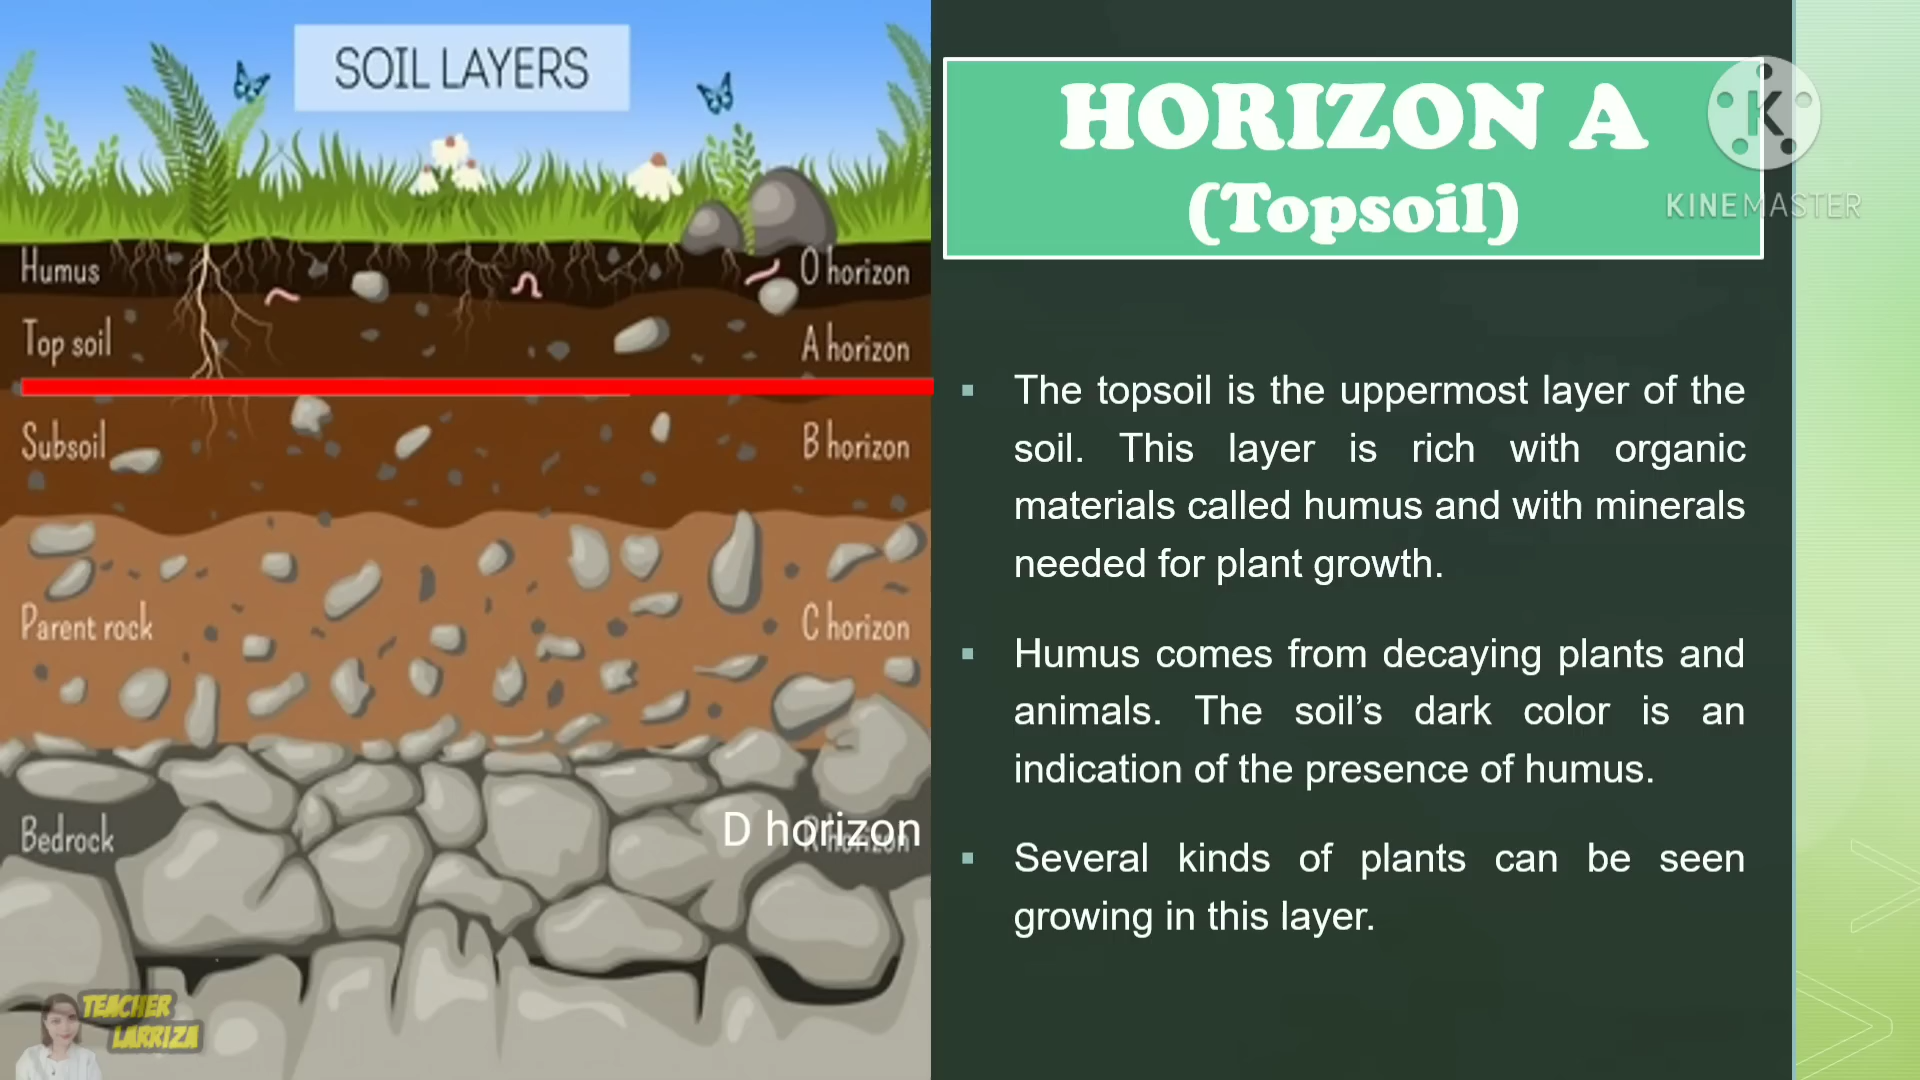 SOIL LAYERS
Humus
O horizon
Top soil
A horizon
Subsoil
B horizon
Parent rock
C horizon
Bedrock
D horizon
TEACHER
LARRIZA
HORIZON A
(Topsoil)
K
KINEMASTER
▪ The topsoil is the uppermost layer of the
soil. This layer is rich with organic
materials called humus and with minerals
needed for plant growth.
▪ Humus comes from decaying plants and
animals. The soil’s dark color is an
indication of the presence of humus.
▪ Several kinds of plants can be seen
growing in this layer.